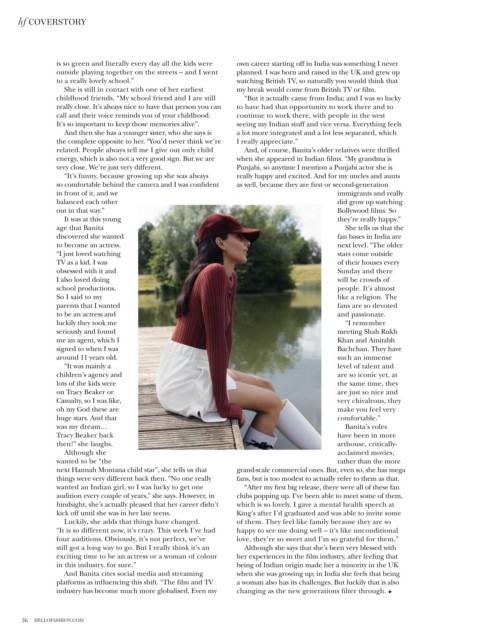 hf COVERSTORY
is so green and literally every day all the kids were
outside playing together on the streets – and I went
to a really lovely school.”
She is still in contact with one of her earliest
childhood friends, “My school friend and I are still
really close. It’s always nice to have that person you can
call and their voice reminds you of your childhood.
It’s so important to keep those memories alive”.
And then she has a younger sister, who she says is
the complete opposite to her. “You’d never think we’re
related. People always tell me I give out only child
energy, which is also not a very good sign. But we are
very close. We’re just very different.
“It’s funny, because growing up she was always
so comfortable behind the camera and I was confident
in front of it, and we
balanced each other
out in that way.”
It was at this young
age that Banita
discovered she wanted
to become an actress.
“I just loved watching
TV as a kid. I was
obsessed with it and
I also loved doing
school productions.
So I said to my
parents that I wanted
to be an actress and
luckily they took me
seriously and found
me an agent, which I
signed to when I was
around 11 years old.
“It was mainly a
children’s agency and
lots of the kids were
on Tracy Beaker or
Casualty, so I was like,
oh my God these are
huge stars. And that
was my dream…
Tracy Beaker back
then!” she laughs.
Although she
wanted to be “the
next Hannah Montana child star”, she tells us that
things were very different back then. “No one really
wanted an Indian girl, so I was lucky to get one
audition every couple of years,” she says. However, in
hindsight, she’s actually pleased that her career didn’t
kick off until she was in her late teens.
Luckily, she adds that things have changed.
“It is so different now, it’s crazy. This week I’ve had
four auditions. Obviously, it’s not perfect, we’ve
still got a long way to go. But I really think it’s an
exciting time to be an actress or a woman of colour
in this industry, for sure.”
And Banita cites social media and streaming
platforms as influencing this shift. “The film and TV
industry has become much more globalised. Even my
own career starting off in India was something I never
planned. I was born and raised in the UK and grew up
watching British TV, so naturally you would think that
my break would come from British TV or film.
“But it actually came from India; and I was so lucky
to have had that opportunity to work there and to
continue to work there, with people in the west
seeing my Indian stuff and vice versa. Everything feels
a lot more integrated and a lot less separated, which
I really appreciate.”
And, of course, Banita’s older relatives were thrilled
when she appeared in Indian films. “My grandma is
Punjabi, so anytime I mention a Punjabi actor she is
really happy and excited. And for my uncles and aunts
as well, because they are first or second-generation
immigrants and really
did grow up watching
Bollywood films. So
they’re really happy.”
She tells us that the
fan bases in India are
next level. “The older
stars come outside
of their houses every
Sunday and there
will be crowds of
people. It’s almost
like a religion. The
fans are so devoted
and passionate.
“I remember
meeting Shah Rukh
Khan and Amitabh
Bachchan. They have
such an immense
level of talent and
are so iconic yet, at
the same time, they
are just so nice and
very chivalrous, they
make you feel very
comfortable.”
Banita’s roles
have been in more
arthouse, critically-
acclaimed movies,
rather than the more
grand-scale commercial ones. But, even so, she has mega
fans, but is too modest to actually refer to them as that.
“After my first big release, there were all of these fan
clubs popping up. I’ve been able to meet some of them,
which is so lovely. I gave a mental health speech at
King’s after I’d graduated and was able to invite some
of them. They feel like family because they are so
happy to see me doing well – it’s like unconditional
love, they’re so sweet and I’m so grateful for them.”
Although she says that she’s been very blessed with
her experiences in the film industry, after feeling that
being of Indian origin made her a minority in the UK
when she was growing up; in India she feels that being
a woman also has its challenges. But luckily that is also
changing as the new generations filter through. ▶
36 HELLOFASHION.COM